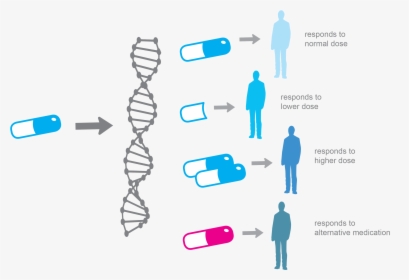 responds to
normal dose
responds to
lower dose
responds to
higher dose
responds to
alternative medication